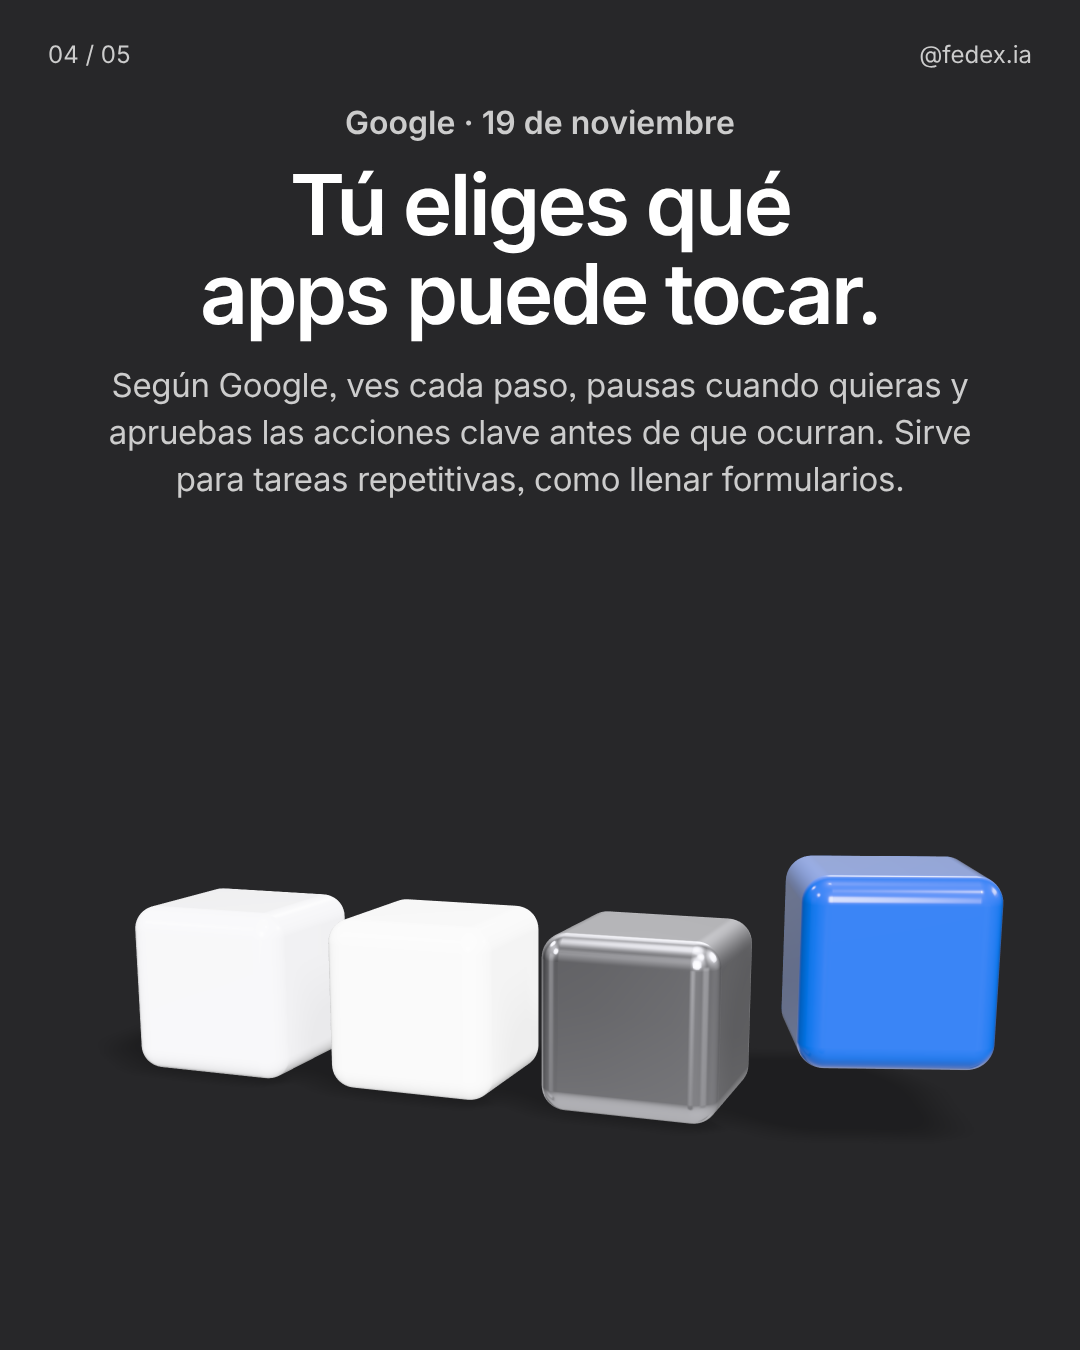 04 / 05
@fedex.ia
Google · 19 de noviembre
Tú eliges qué
apps puede tocar.
Según Google, ves cada paso, pausas cuando quieras y
apruebas las acciones clave antes de que ocurran. Sirve
para tareas repetitivas, como llenar formularios.